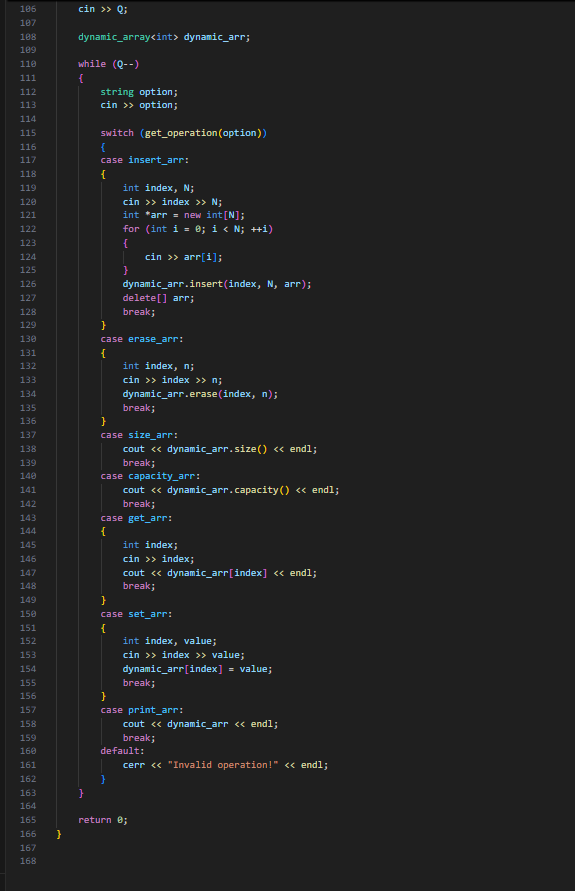 106 cin >> Q;
107
108 dynamic_array<int> dynamic_arr;
109
110 while (Q--)
111 {
112 string option;
113 cin >> option;
114
115 switch (get_operation(option))
116 {
117 case insert_arr:
118 {
119 int index, N;
120 cin >> index >> N;
121 int *arr = new int[N];
122 for (int i = 0; i < N; ++i)
123 {
124 cin >> arr[i];
125 }
126 dynamic_arr.insert(index, N, arr);
127 delete[] arr;
128 break;
129 }
130 case erase_arr:
131 {
132 int index, n;
133 cin >> index >> n;
134 dynamic_arr.erase(index, n);
135 break;
136 }
137 case size_arr:
138 cout << dynamic_arr.size() << endl;
139 break;
140 case capacity_arr:
141 cout << dynamic_arr.capacity() << endl;
142 break;
143 case get_arr:
144 {
145 int index;
146 cin >> index;
147 cout << dynamic_arr[index] << endl;
148 break;
149 }
150 case set_arr:
151 {
152 int index, value;
153 cin >> index >> value;
154 dynamic_arr[index] = value;
155 break;
156 }
157 case print_arr:
158 cout << dynamic_arr << endl;
159 break;
160 default:
161 cerr << "Invalid operation!" << endl;
162 }
163 }
164
165 return 0;
166 }
167
168